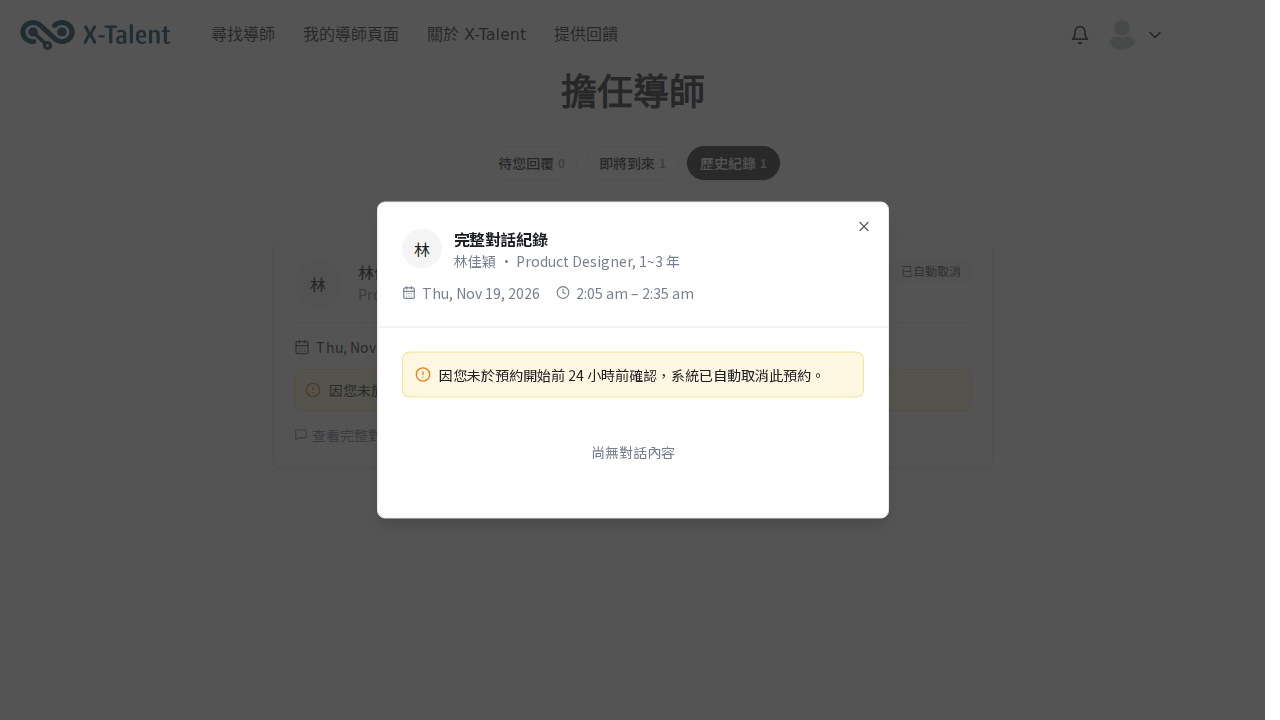 X-Talent
尋找導師 我的導師頁面 關於 X-Talent 提供回饋
擔任導師
待您回覆 0 即將到來 1 歷史紀錄 1
林
已自動取消
Thu, Nov
因您未於
查看完整對
林
完整對話紀錄
林佳穎 ・ Product Designer, 1~3 年
Thu, Nov 19, 2026 2:05 am – 2:35 am
因您未於預約開始前 24 小時前確認，系統已自動取消此預約。
尚無對話內容